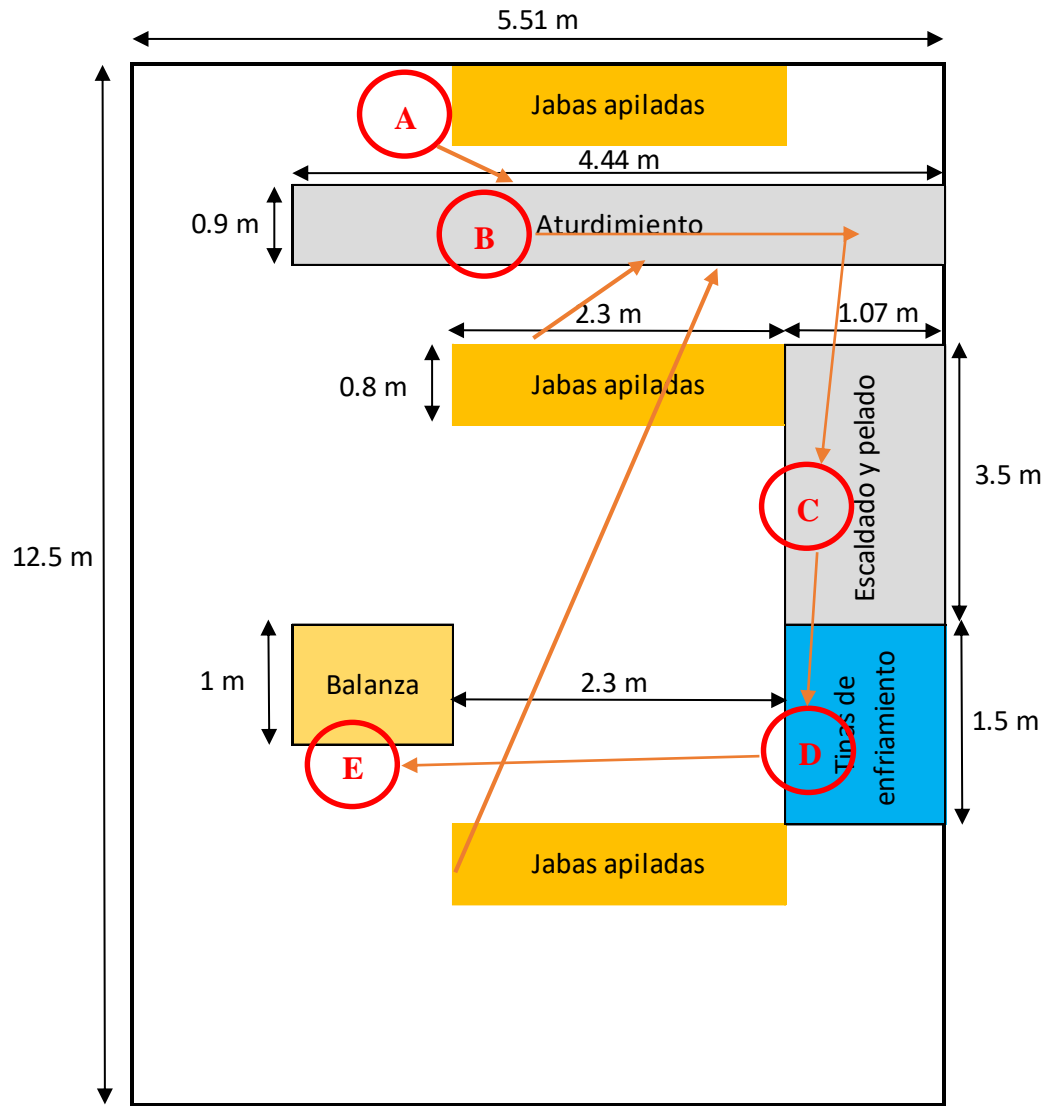 5.51 m
A
Jabas apiladas
4.44 m
0.9 m
B
Aturdimiento
2.3 m
1.07 m
0.8 m
Jabas apiladas
C
Escaldado y pelado
3.5 m
12.5 m
1 m
Balanza
2.3 m
D
Tinas de
enfriamiento
1.5 m
E
Jabas apiladas